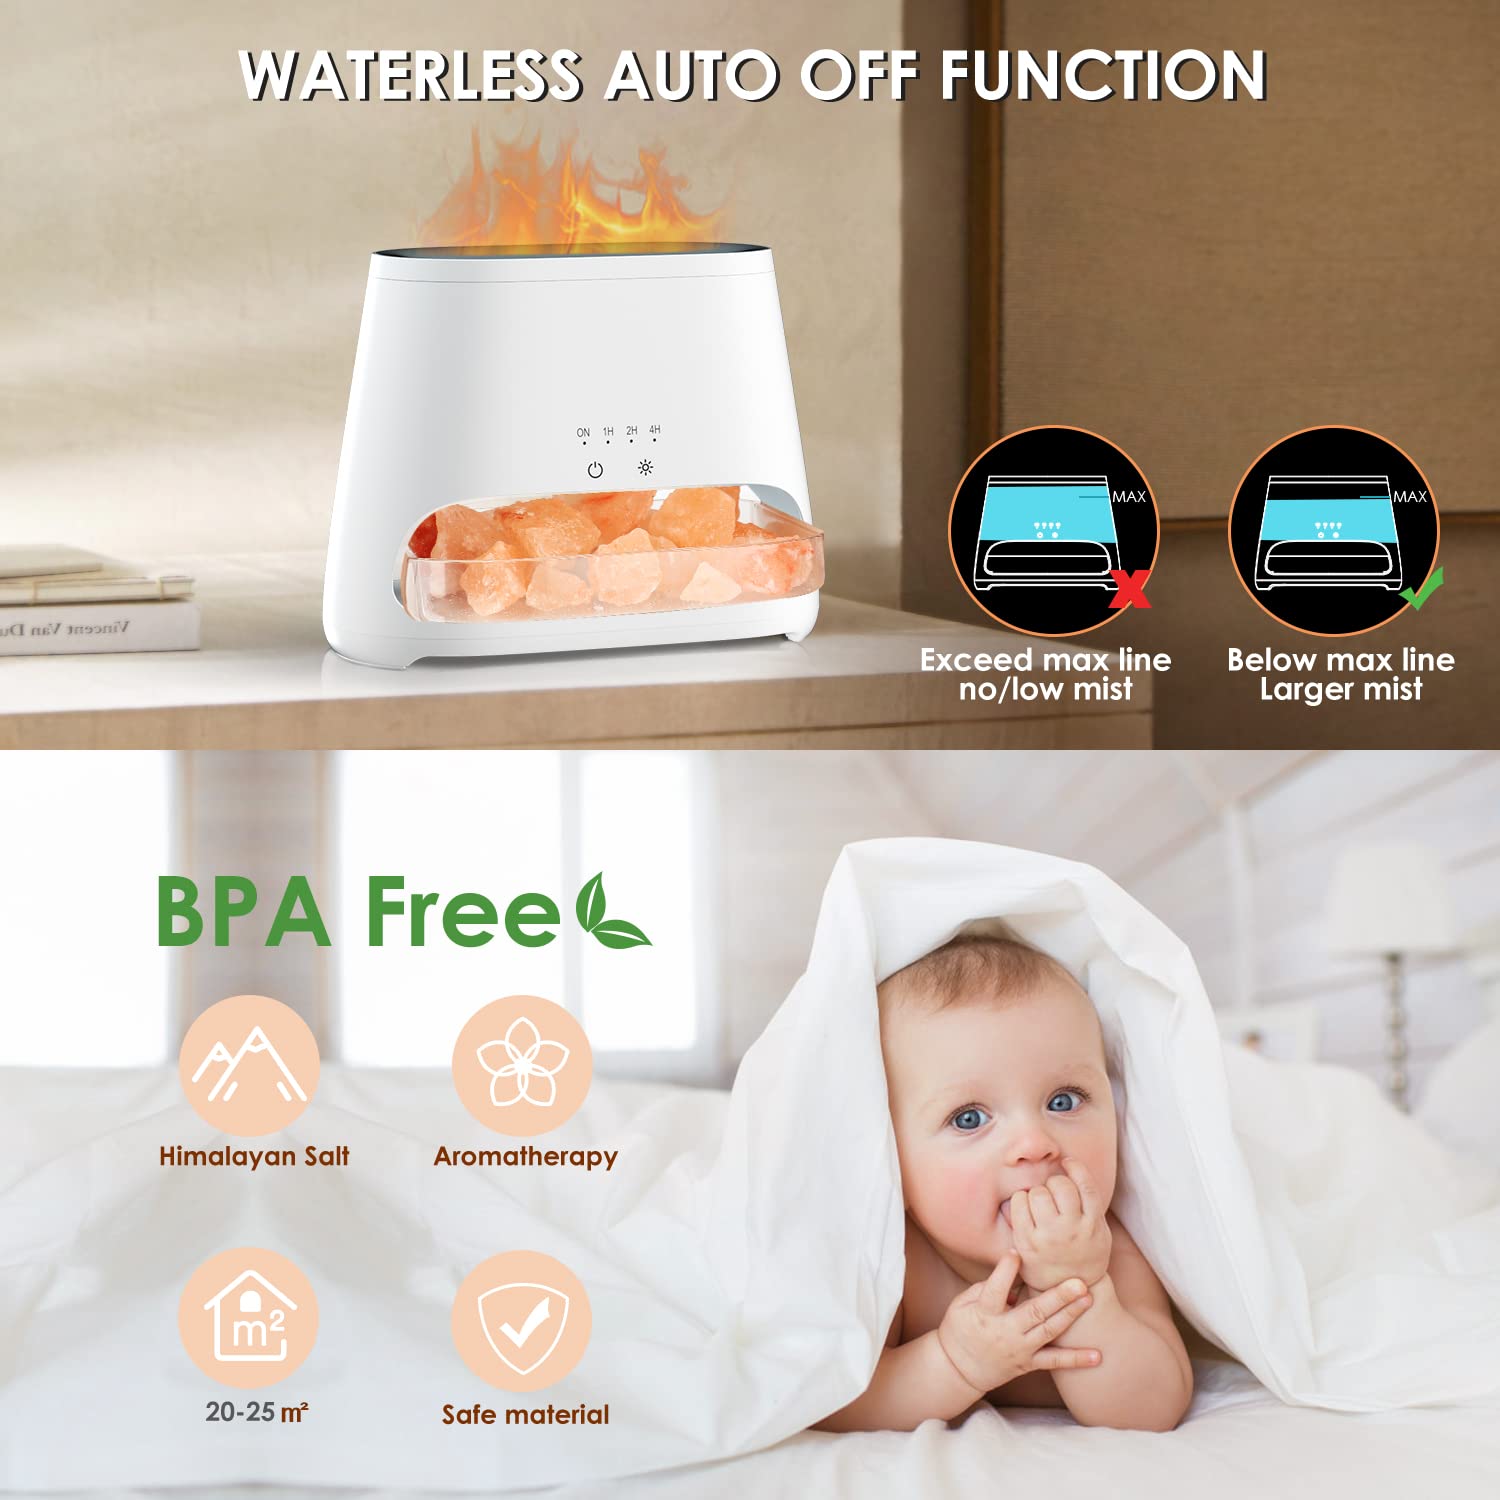 WATERLESS AUTO OFF FUNCTION
ON 1H 2H 4H
Vincent Van Du
MAX
MAX
Exceed max line
no/low mist
Below max line
Larger mist
BPA Free
Himalayan Salt
Aromatherapy
m²
20-25 m²
Safe material